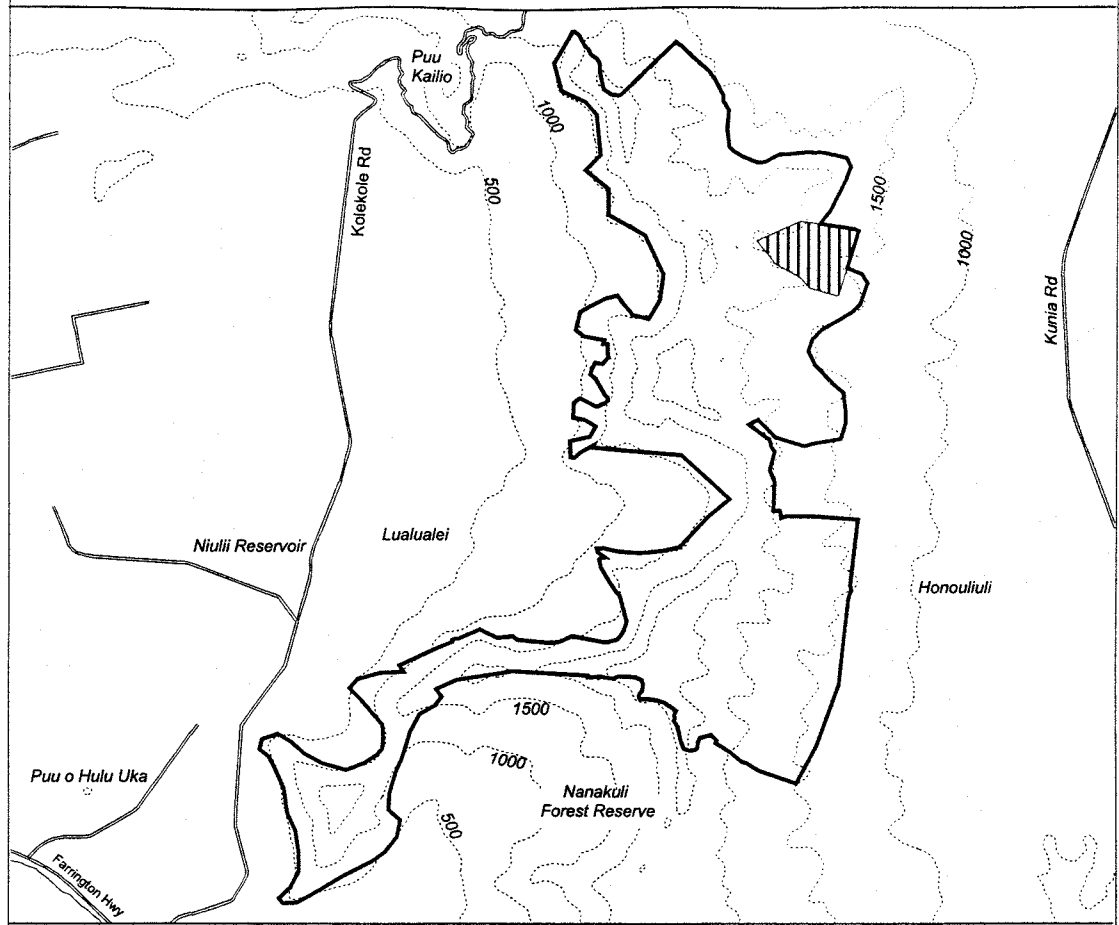 Puu
Kailio
1000
Kolekole Rd
500
1500
1000
Kunia Rd
Niulii Reservoir
Lualualei
Honouliuli
1500
1000
Puu o Hulu Uka
Nanakuli
Forest Reserve
500
Farrington Hwy